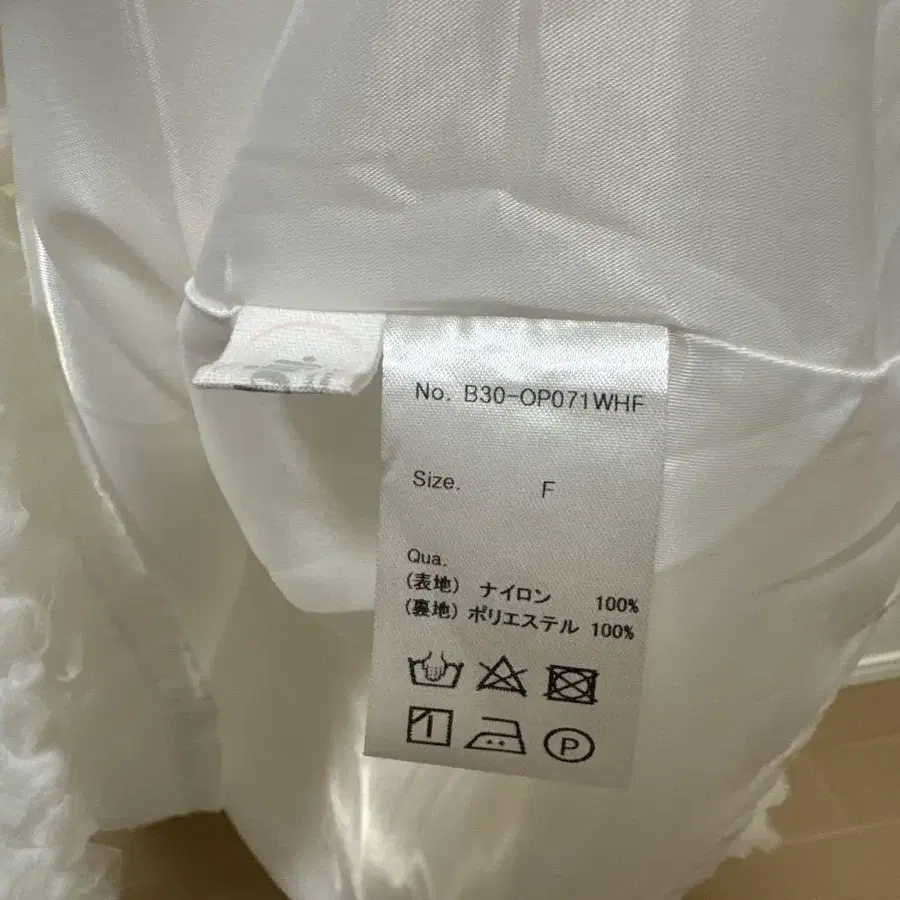 No. B30-OP071WHF
Size. F
Qua.
(表地) ナイロン 100%
(裏地) ポリエステル 100%
P